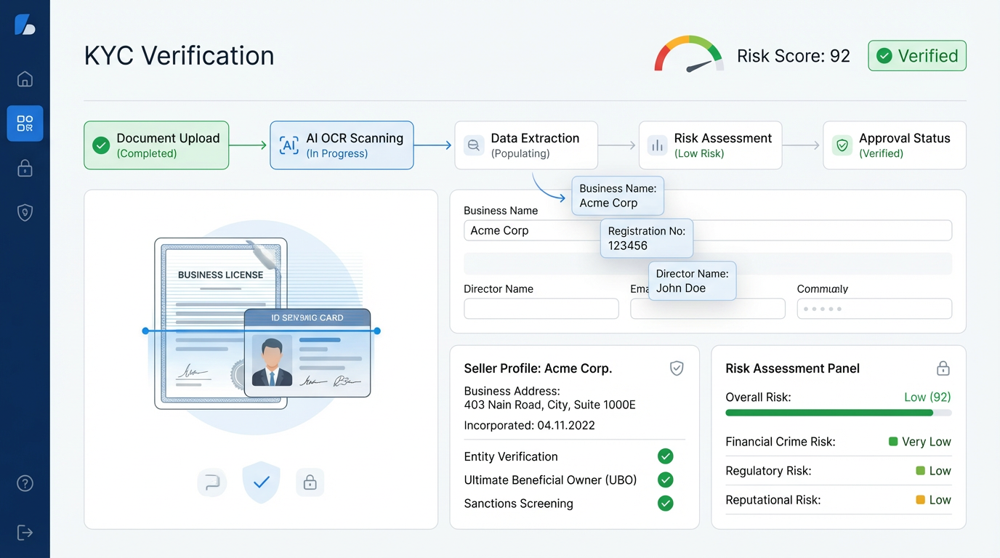 KYC Verification
Risk Score: 92
Verified
Document Upload
(Completed)
AI
AI OCR Scanning
(In Progress)
Data Extraction
(Populating)
Risk Assessment
(Low Risk)
Approval Status
(Verified)
BUSINESS LICENSE
ID CARD
Business Name:
Acme Corp
Business Name
Acme Corp
Registration No:
123456
Director Name:
John Doe
Director Name
Ema
Seller Profile: Acme Corp.
Business Address:
403 Nain Road, City, Suite 1000E
Incorporated: 04.11.2022
Entity Verification
Ultimate Beneficial Owner (UBO)
Sanctions Screening
Risk Assessment Panel
Overall Risk:
Low (92)
Financial Crime Risk:
Very Low
Regulatory Risk:
Low
Reputational Risk:
Low